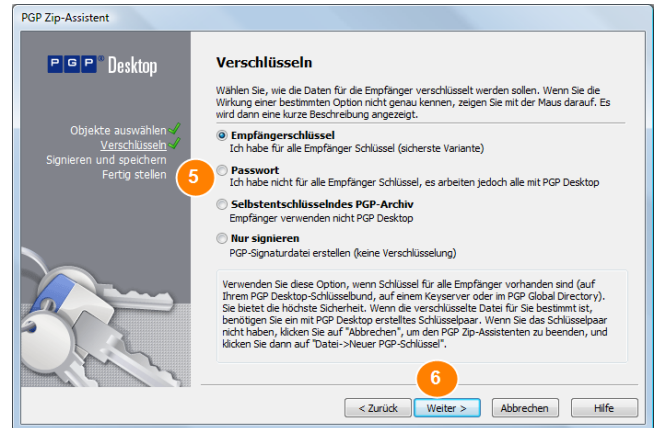 PGP Zip-Assistent
PGP® Desktop
Objekte auswählen
Verschlüsseln
Signieren und speichern
Fertig stellen
Verschlüsseln
Wählen Sie, wie die Daten für die Empfänger verschlüsselt werden sollen. Wenn Sie die
Wirkung einer bestimmten Option nicht genau kennen, zeigen Sie mit der Maus darauf. Es
wird dann eine kurze Beschreibung angezeigt.
Empfängerschlüssel
Ich habe für alle Empfänger Schlüssel (sicherste Variante)
5
Passwort
Ich habe nicht für alle Empfänger Schlüssel, es arbeiten jedoch alle mit PGP Desktop
Selbstentschlüsselndes PGP-Archiv
Empfänger verwenden nicht PGP Desktop
Nur signieren
PGP-Signaturdatei erstellen (keine Verschlüsselung)
Verwenden Sie diese Option, wenn Schlüssel für alle Empfänger vorhanden sind (auf
Ihrem PGP Desktop-Schlüsselbund, auf einem Keyserver oder im PGP Global Directory).
Sie bietet die höchste Sicherheit. Wenn die verschlüsselte Datei für Sie bestimmt ist,
benötigen Sie ein mit PGP Desktop erstelltes Schlüsselpaar. Wenn Sie das Schlüsselpaar
nicht haben, klicken Sie auf "Abbrechen", um den PGP Zip-Assistenten zu beenden, und
klicken Sie dann auf "Datei->Neuer PGP-Schlüssel".
6
< Zurück
Weiter >
Abbrechen
Hilfe